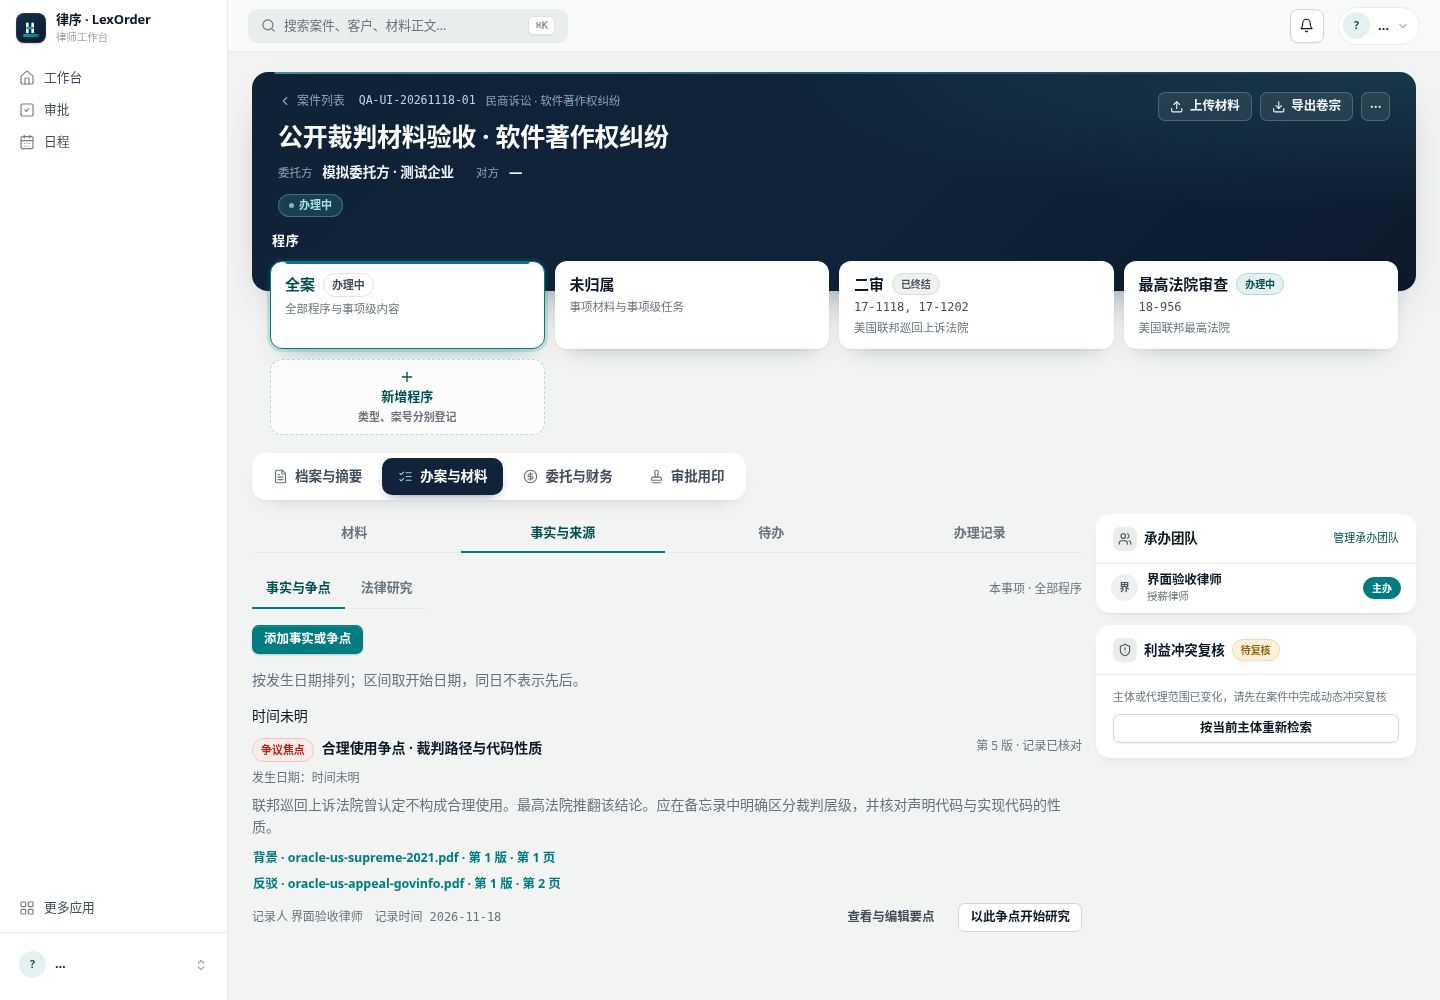 律序 · LexOrder
律师工作台
搜索案件、客户、材料正文...
⌘K
? ...
工作台
审批
日程
案件列表 QA-UI-20261118-01 民商诉讼 · 软件著作权纠纷
上传材料
导出卷宗
...
公开裁判材料验收 · 软件著作权纠纷
委托方 模拟委托方 · 测试企业 对方 —
办理中
程序
全案 办理中
全部程序与事项级内容
未归属
事项材料与事项级任务
二审 已终结
17-1118, 17-1202
美国联邦巡回上诉法院
最高法院审查 办理中
18-956
美国联邦最高法院
新增程序
类型、案号分别登记
档案与摘要
办案与材料
委托与财务
审批用印
材料
事实与来源
待办
办理记录
事实与争点
法律研究
本事项 · 全部程序
添加事实或争点
按发生日期排列；区间取开始日期，同日不表示先后。
时间未明
争议焦点 合理使用争点 · 裁判路径与代码性质
第 5 版 · 记录已核对
发生日期：时间未明
联邦巡回上诉法院曾认定不构成合理使用。最高法院推翻该结论。应在备忘录中明确区分裁判层级，并核对声明代码与实现代码的性
质。
背景 · oracle-us-supreme-2021.pdf · 第 1 版 · 第 1 页
反驳 · oracle-us-appeal-govinfo.pdf · 第 1 版 · 第 2 页
记录人 界面验收律师 记录时间 2026-11-18
查看与编辑要点
以此争点开始研究
承办团队
管理承办团队
界 界面验收律师
授薪律师
主办
利益冲突复核 待复核
主体或代理范围已变化，请先在案件中完成动态冲突复核
按当前主体重新检索
更多应用
? ...